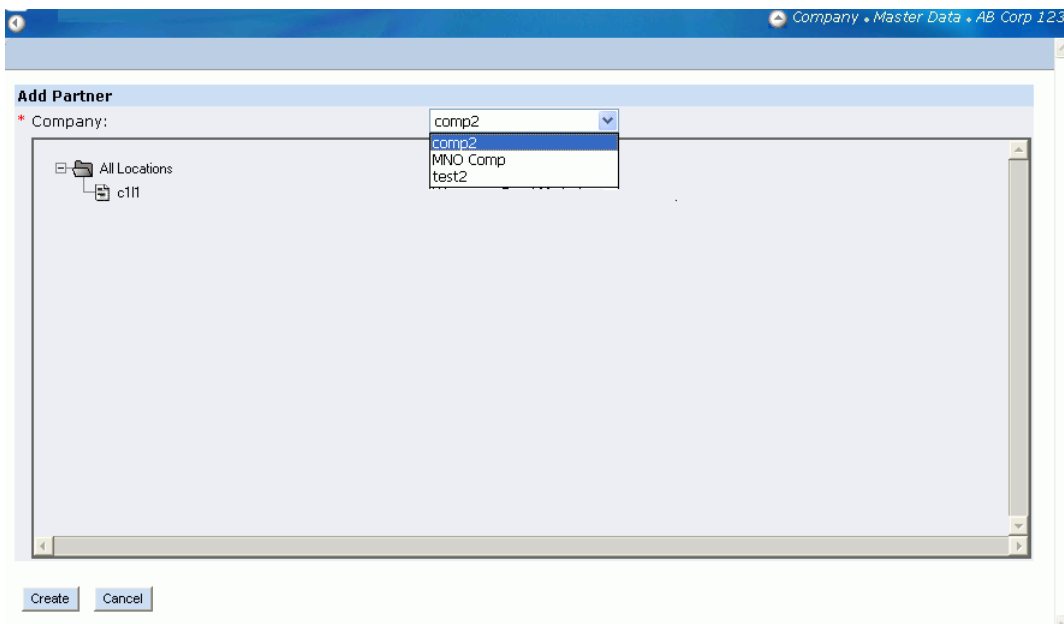 Company • Master Data • AB Corp 123
Add Partner
* Company:
comp2
comp2
MNO Comp
test2
All Locations
c1l1
Create
Cancel